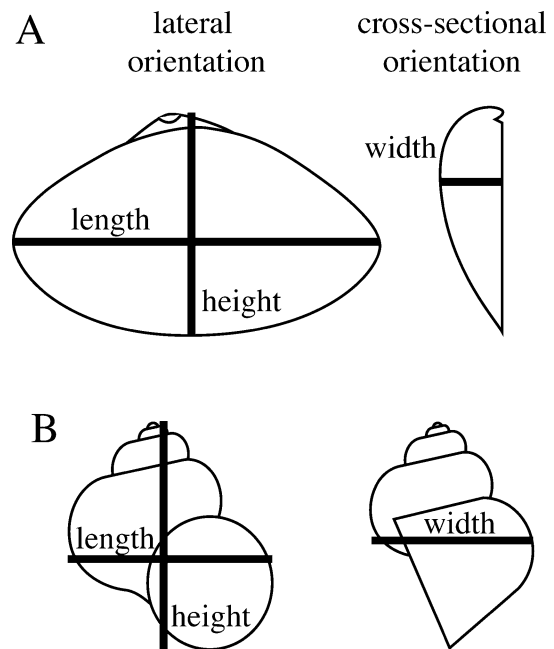 A
lateral
orientation
cross-sectional
orientation
width
length
height
B
length
width
height